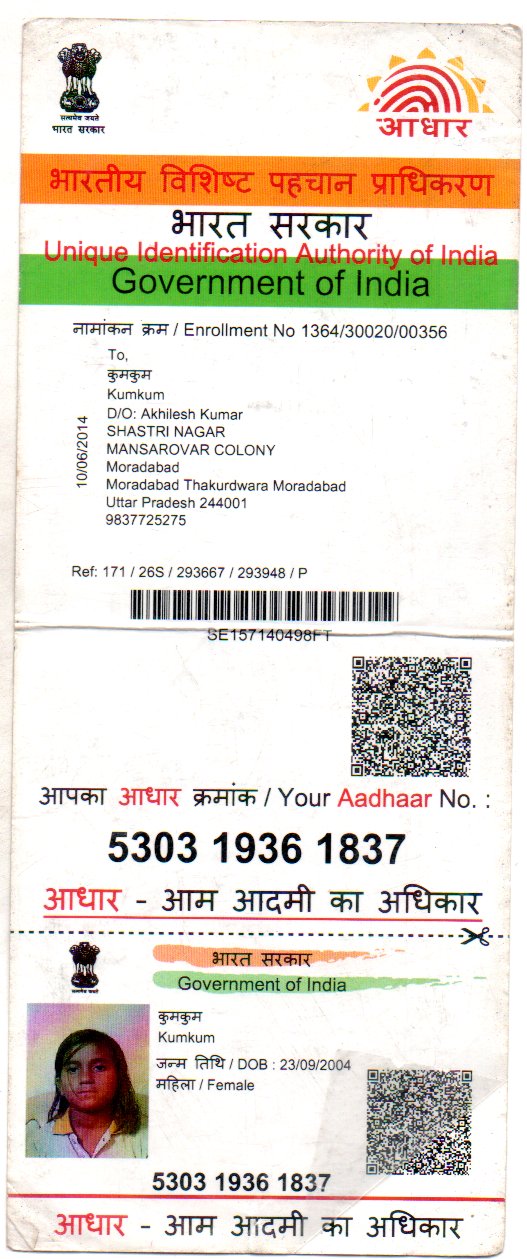 सत्यमेव जयते
भारत सरकार
आधार
भारतीय विशिष्ट पहचान प्राधिकरण
भारत सरकार
Unique Identification Authority of India
Government of India
नामांकन क्रम / Enrollment No 1364/30020/00356
To,
कुमकुम
Kumkum
D/O: Akhilesh Kumar
SHASTRI NAGAR
MANSAROVAR COLONY
Moradabad
Moradabad Thakurdwara Moradabad
Uttar Pradesh 244001
9837725275
10/06/2014
Ref: 171 / 26S / 293667 / 293948 / P
SE157140498FT
आपका आधार क्रमांक / Your Aadhaar No. :
5303 1936 1837
आधार - आम आदमी का अधिकार
सत्यमेव जयते
भारत सरकार
Government of India
कुमकुम
Kumkum
जन्म तिथि / DOB : 23/09/2004
महिला / Female
5303 1936 1837
आधार - आम आदमी का अधिकार